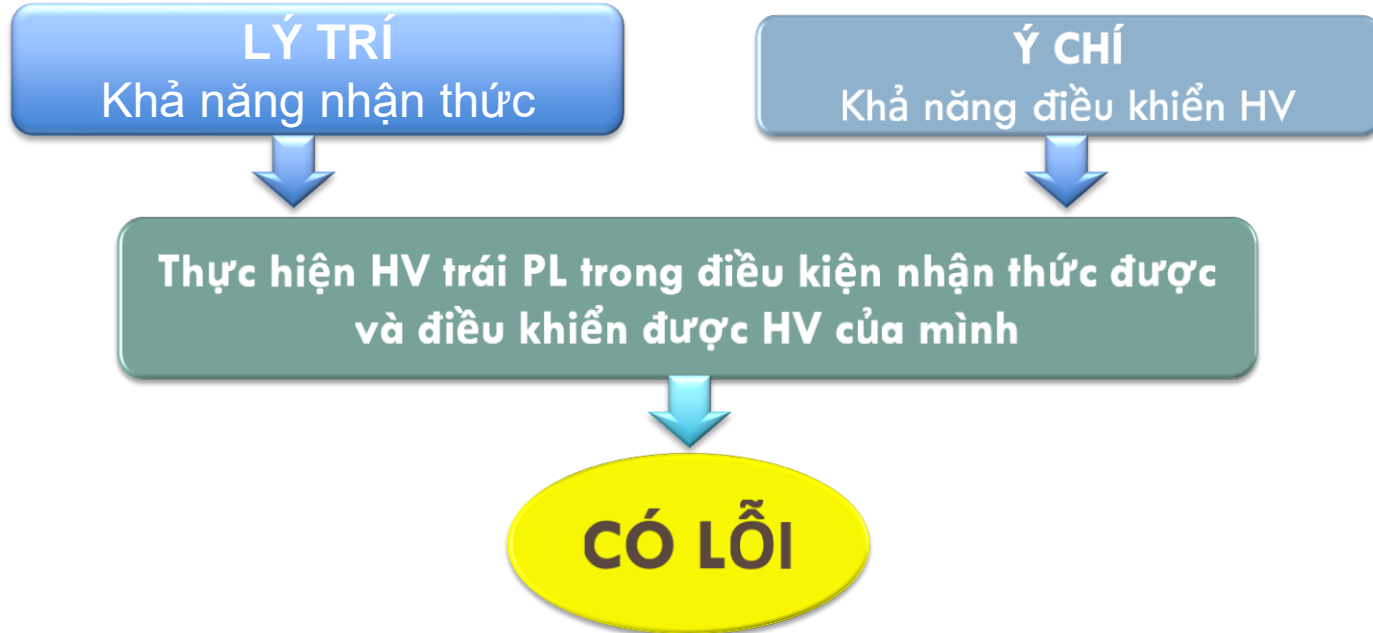 LÝ TRÍ
Khả năng nhận thức
Ý CHÍ
Khả năng điều khiển HV
Thực hiện HV trái PL trong điều kiện nhận thức được
và điều khiển được HV của mình
CÓ LỖI